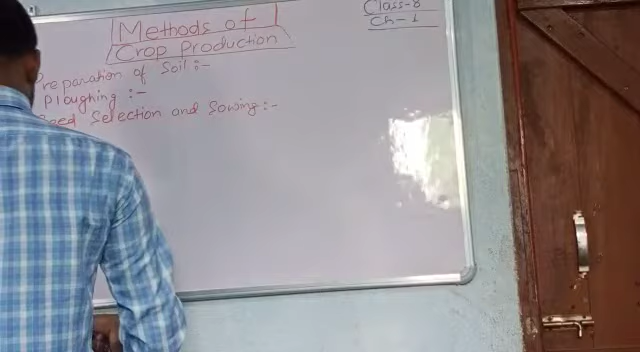 Methods of
Crop Production
Class-8
Ch-1
Preparation of Soil:-
Ploughing :-
Seed Selection and Sowing:-